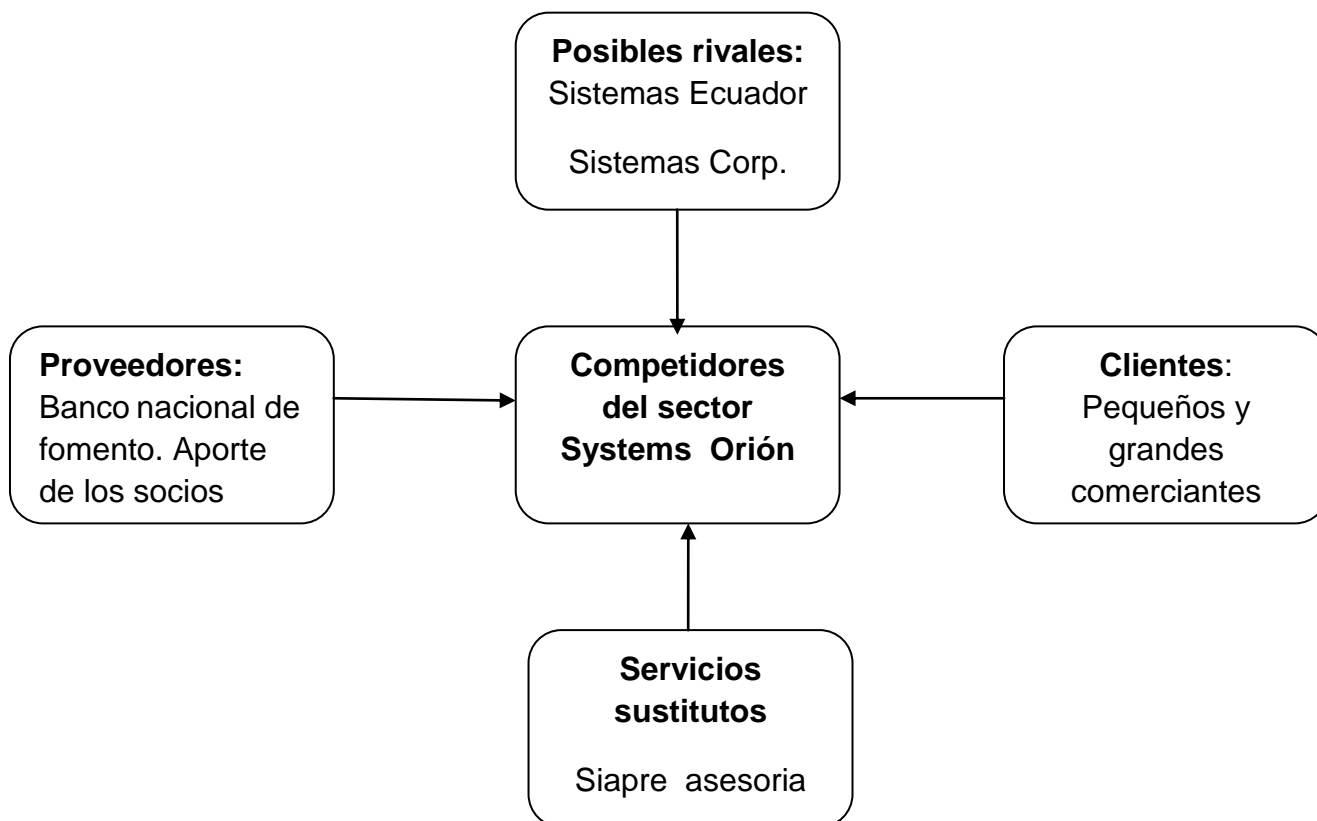 Posibles rivales:
Sistemas Ecuador
Sistemas Corp.
Proveedores:
Banco nacional de
fomento. Aporte
de los socios
Competidores
del sector
Systems Orión
Clientes:
Pequeños y
grandes
comerciantes
Servicios
sustitutos
Siapre asesoria